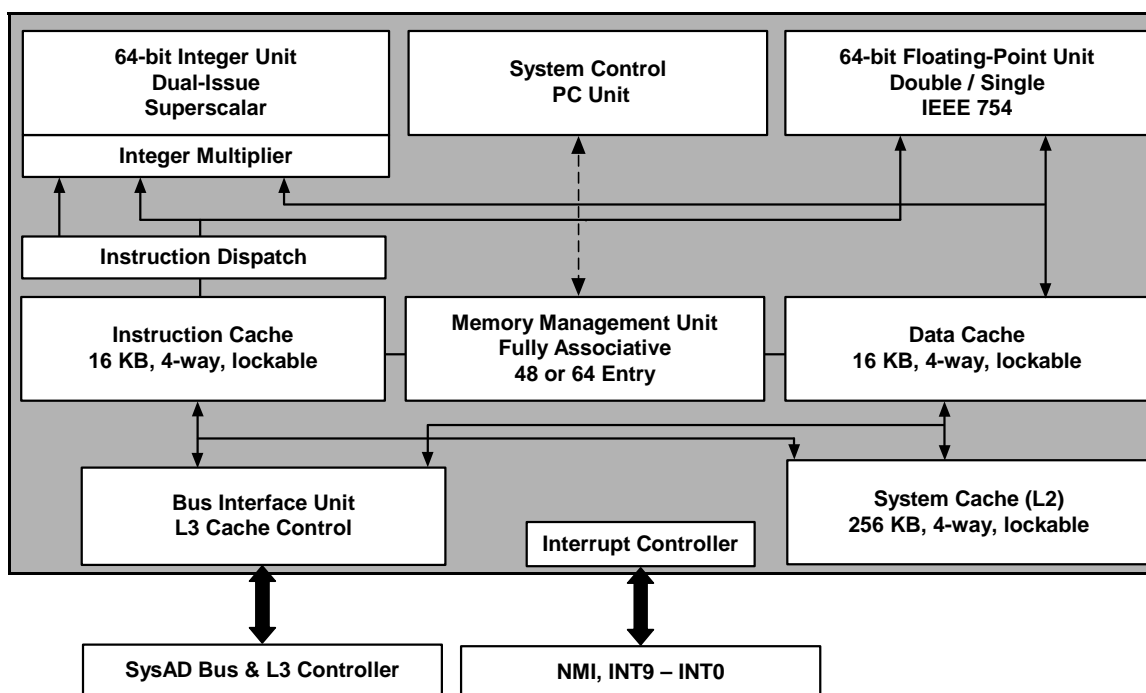 64-bit Integer Unit
Dual-Issue
Superscalar
Integer Multiplier
System Control
PC Unit
64-bit Floating-Point Unit
Double / Single
IEEE 754
Instruction Dispatch
Instruction Cache
16 KB, 4-way, lockable
Memory Management Unit
Fully Associative
48 or 64 Entry
Data Cache
16 KB, 4-way, lockable
Bus Interface Unit
L3 Cache Control
Interrupt Controller
System Cache (L2)
256 KB, 4-way, lockable
SysAD Bus & L3 Controller
NMI, INT9 – INT0